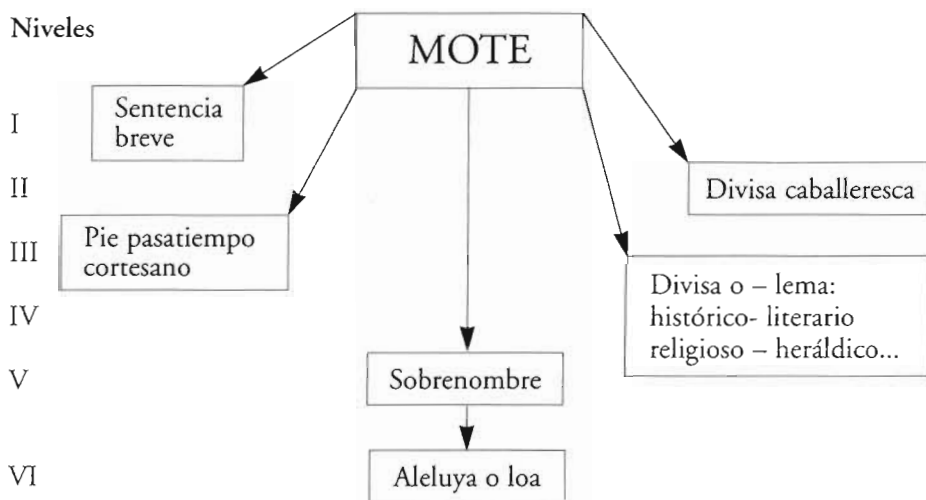 Niveles
MOTE
I
Sentencia
breve
II
Divisa caballeresca
III
Pie pasatiempo
cortesano
Divisa o – lema:
histórico- literario
religioso – heráldico...
IV
V
Sobrenombre
VI
Aleluya o loa